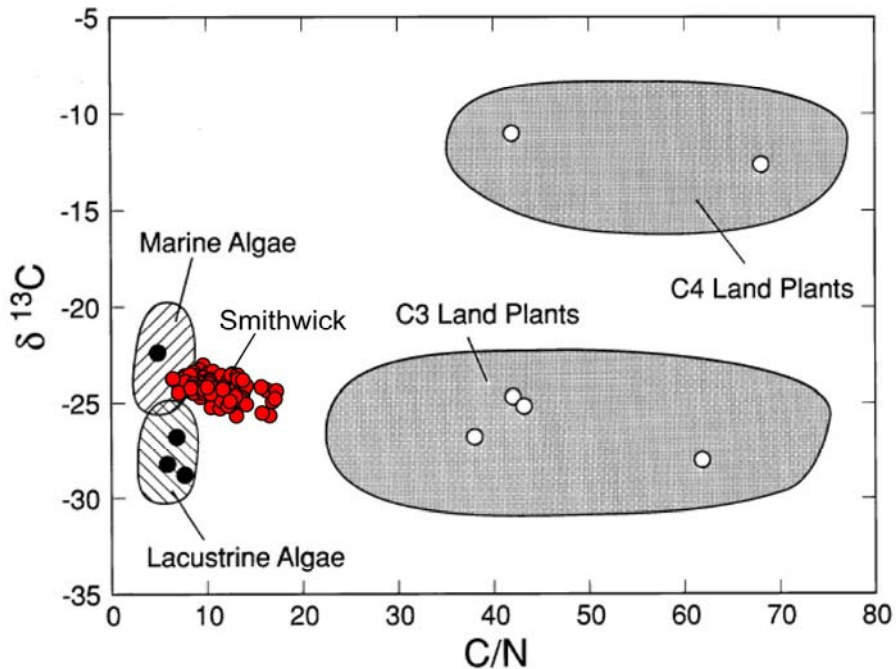 -5
-10
-15
-20
-25
-30
-35
δ ¹³C
Marine Algae
Smithwick
C3 Land Plants
C4 Land Plants
Lacustrine Algae
0 10 20 30 40 50 60 70 80
C/N